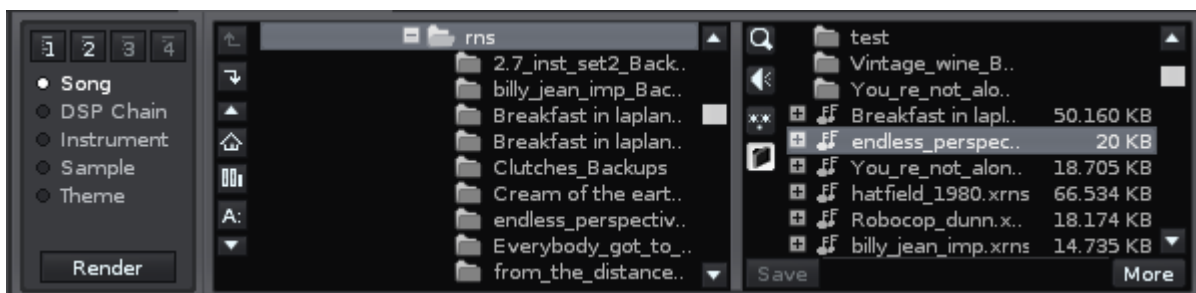 1 2 3 4
Song
DSP Chain
Instrument
Sample
Theme
Render
A:
rns
2.7_inst_set2_Back..
billy_jean_imp_Bac..
Breakfast in laplan..
Breakfast in laplan..
Clutches_Backups
Cream of the eart..
endless_perspectiv..
Everybody_got_to_..
from_the_distance..
test
Vintage_wine_B..
You_re_not_alo..
Breakfast in lapl.. 50.160 KB
endless_perspec.. 20 KB
You_re_not_alon.. 18.705 KB
hatfield_1980.xrns 66.534 KB
Robocop_dunn.x.. 18.174 KB
billy_jean_imp.xrns 14.735 KB
Save More